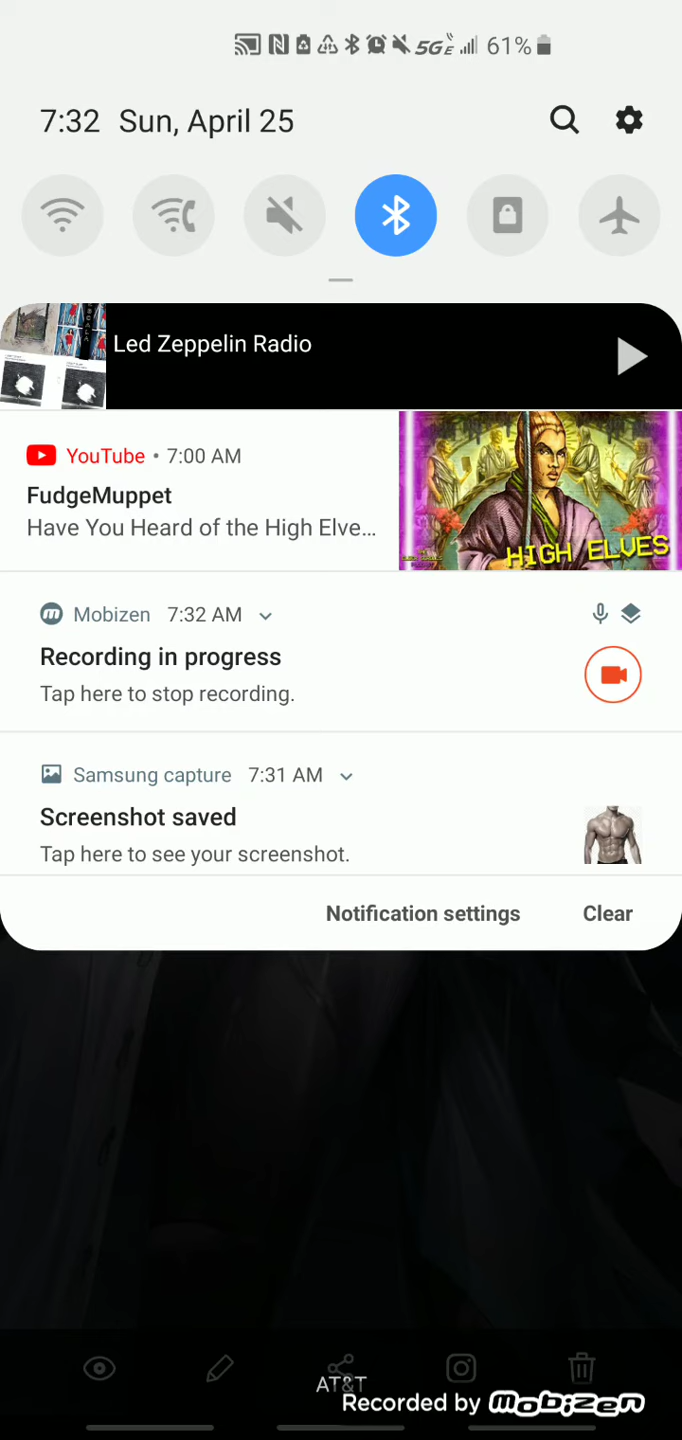 5G E 61%
7:32 Sun, April 25
Led Zeppelin Radio
YouTube • 7:00 AM
FudgeMuppet
Have You Heard of the High Elve...
HIGH ELVES
Mobizen 7:32 AM
Recording in progress
Tap here to stop recording.
Samsung capture 7:31 AM
Screenshot saved
Tap here to see your screenshot.
Notification settings Clear
AT&T
Recorded by mobizen